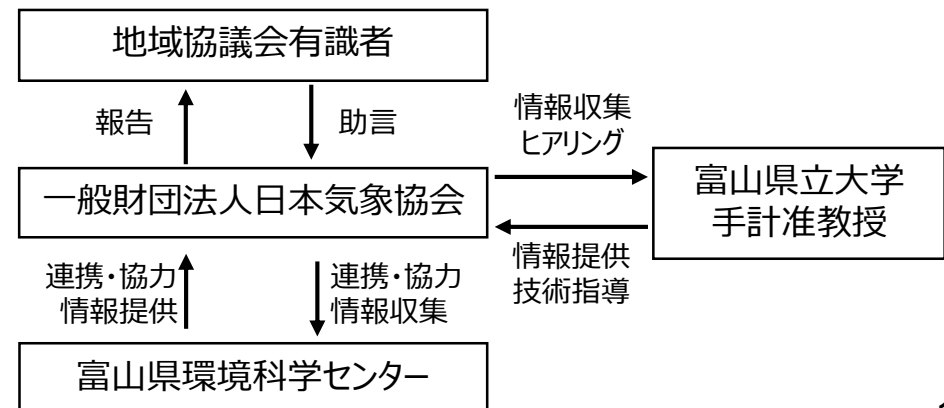 地域協議会有識者
報告
助言
情報収集
ヒアリング
一般財団法人日本気象協会
富山県立大学
手計准教授
情報提供
技術指導
連携・協力
情報提供
連携・協力
情報収集
富山県環境科学センター